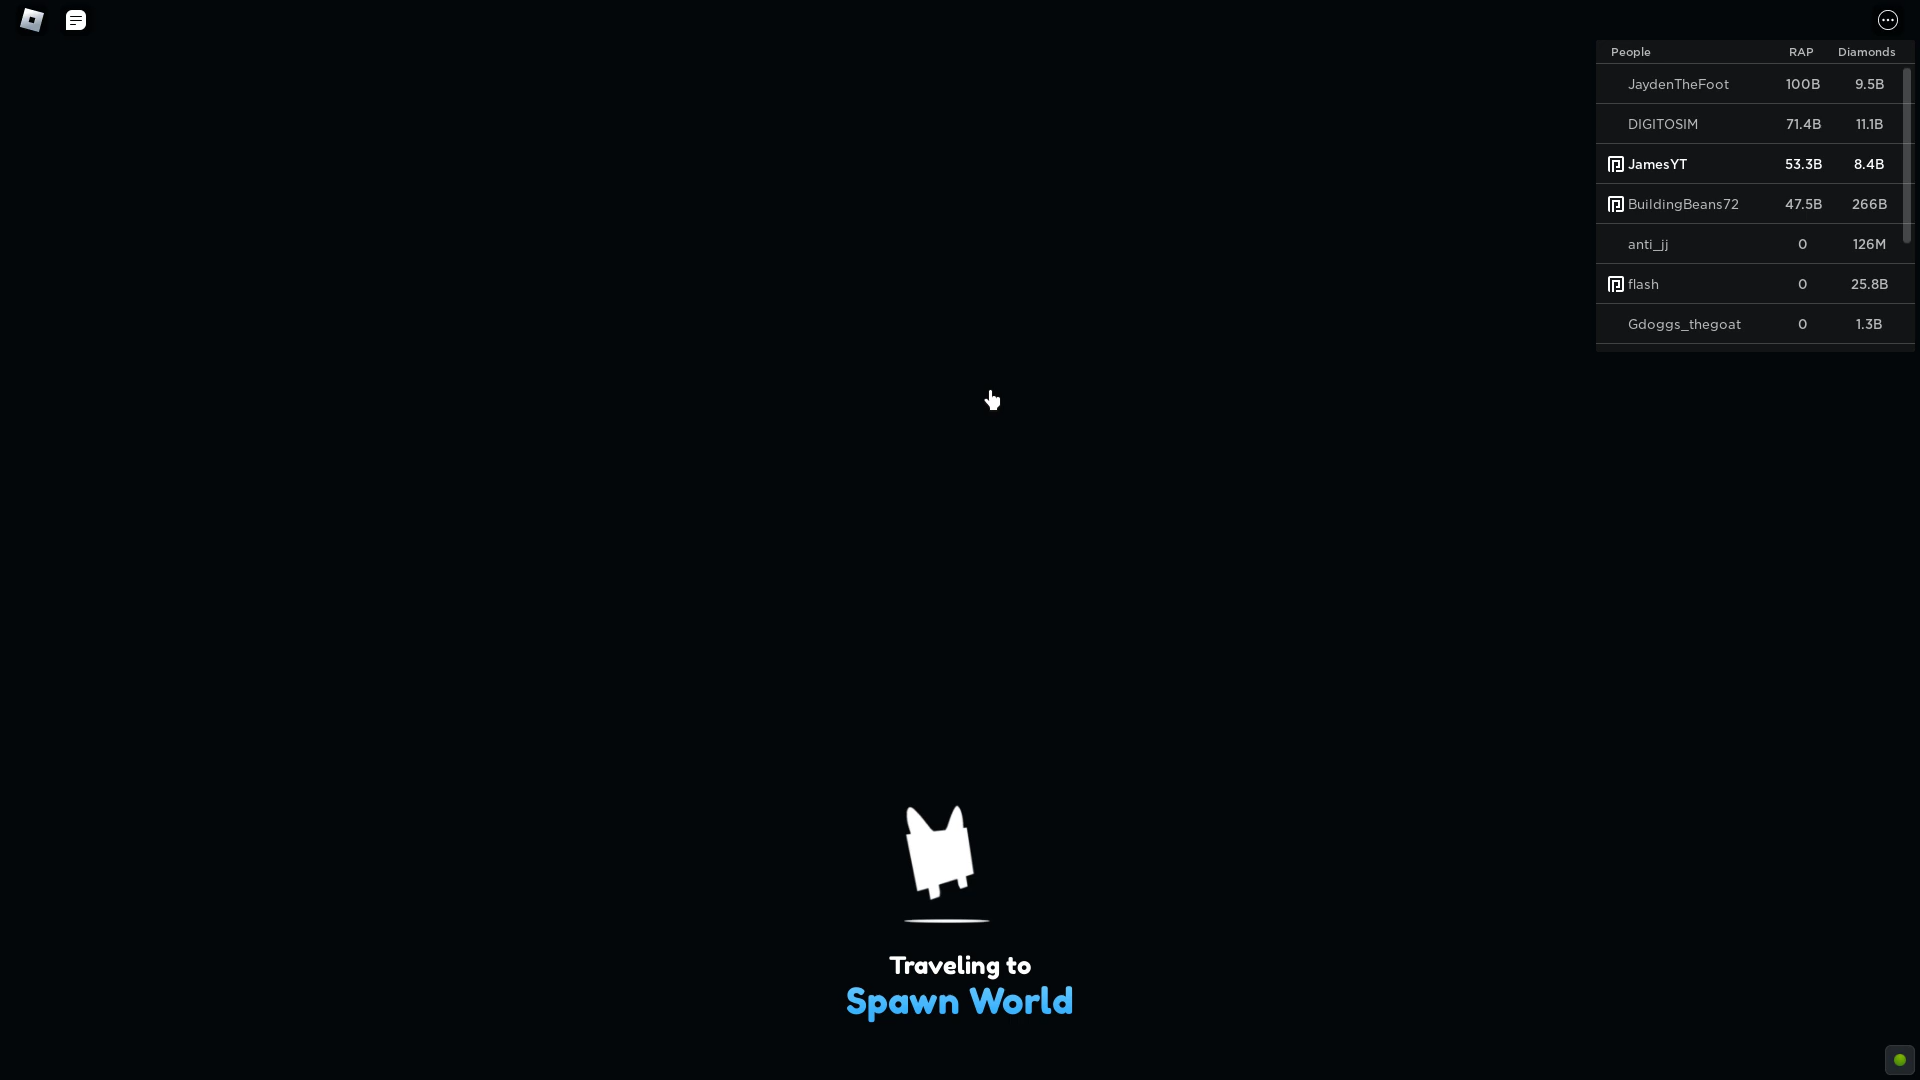 People RAP Diamonds
JaydenTheFoot 100B 9.5B
DIGITOSIM 71.4B 11.1B
JamesYT 53.3B 8.4B
BuildingBeans72 47.5B 266B
anti_jj 0 126M
flash 0 25.8B
Gdoggs_thegoat 0 1.3B
Traveling to
Spawn World